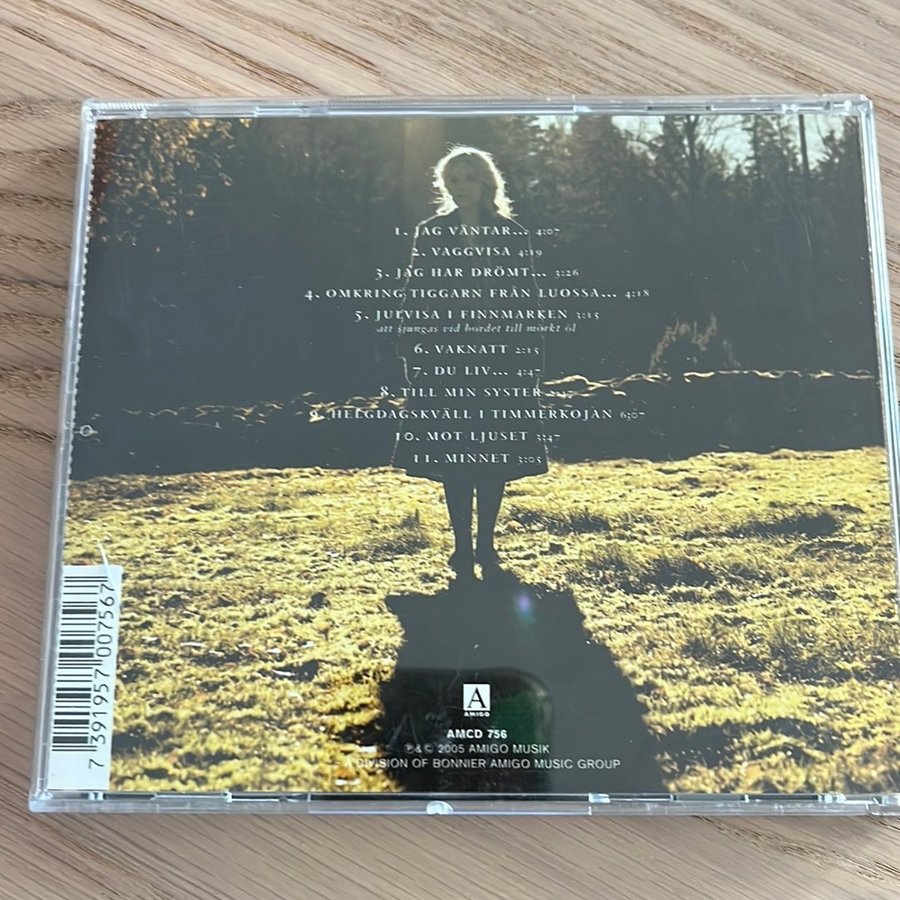 1. JAG VÄNTAR... 4:07
2. VAGGVISA 4:19
3. JAG HAR DRÖMT... 3:26
4. OMKRING TIGGARN FRÅN LUOSSA... 4:18
5. JULVISA I FINNMARKEN 3:15
att sjungas vid bordet till mörkt öl
6. VAKNATT 2:15
7. DU LIV... 4:47
8. TILL MIN SYSTER
9. HELGDAGSKVÄLL I TIMMERKOJAN 6:07
10. MOT LJUSET 3:47
11. MINNET 3:05
A
AMIGO
AMCD 756
℗&© 2005 AMIGO MUSIK
A DIVISION OF BONNIER AMIGO MUSIC GROUP
7 391957 007567